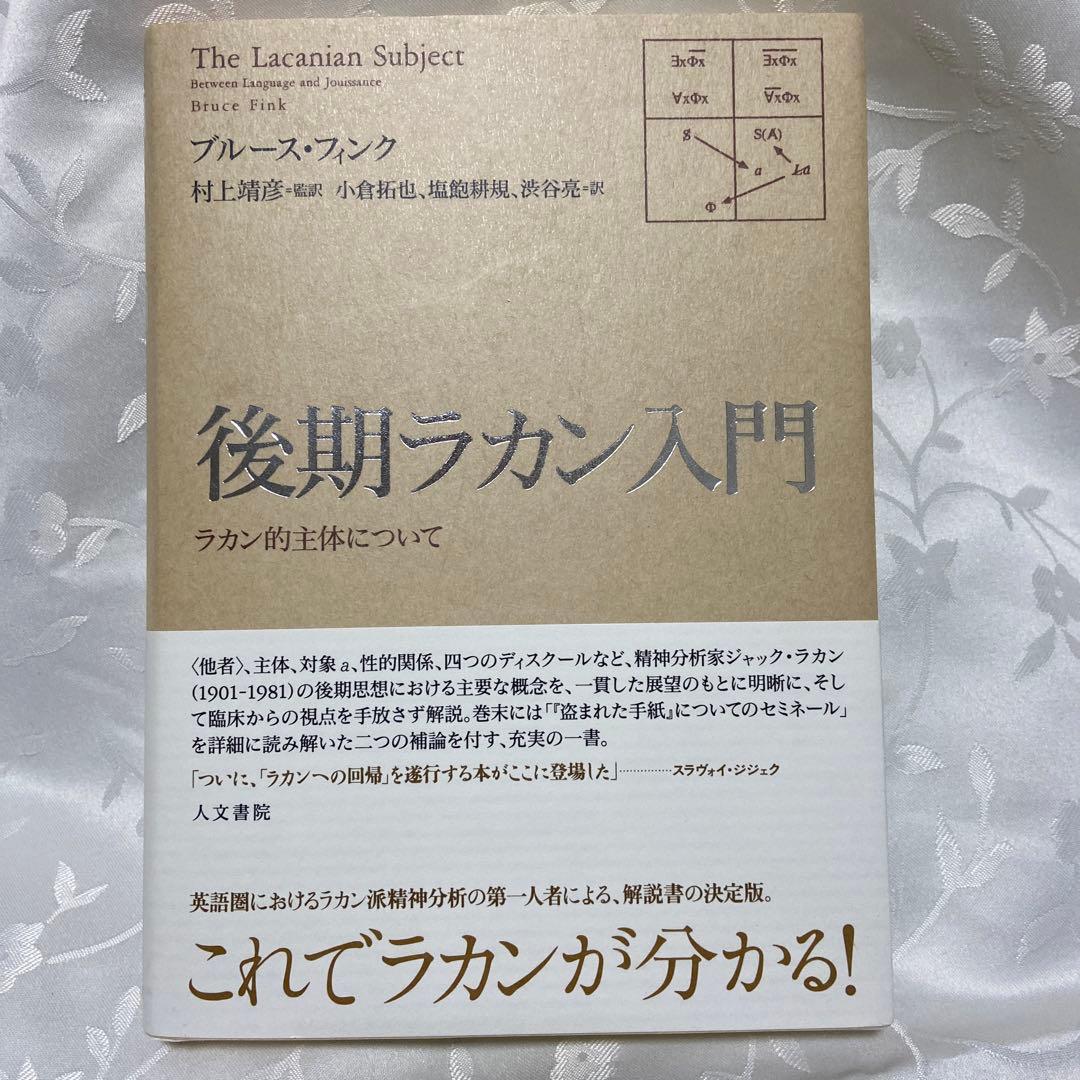 The Lacanian Subject
Between Language and Jouissance
Bruce Fink
ブルース・フィンク
村上靖彦=監訳 小倉拓也、塩飽耕規、渋谷亮=訳
∃xΦ̅x̅ ∃̅x̅Φ̅x̅
∀xΦx ∀̅x̅Φx
$ S(Ⱥ)
a L̸a
Φ
後期ラカン入門
ラカン的主体について
〈他者〉、主体、対象a、性的関係、四つのディスクールなど、精神分析家ジャック・ラカン
(1901-1981)の後期思想における主要な概念を、一貫した展望のもとに明晰に、そし
て臨床からの視点を手放さず解説。巻末には「『盗まれた手紙』についてのセミネール」
を詳細に読み解いた二つの補論を付す、充実の一書。
「ついに、「ラカンへの回帰」を遂行する本がここに登場した」…………スラヴォイ・ジジェク
人文書院
英語圏におけるラカン派精神分析の第一人者による、解説書の決定版。
これでラカンが分かる!